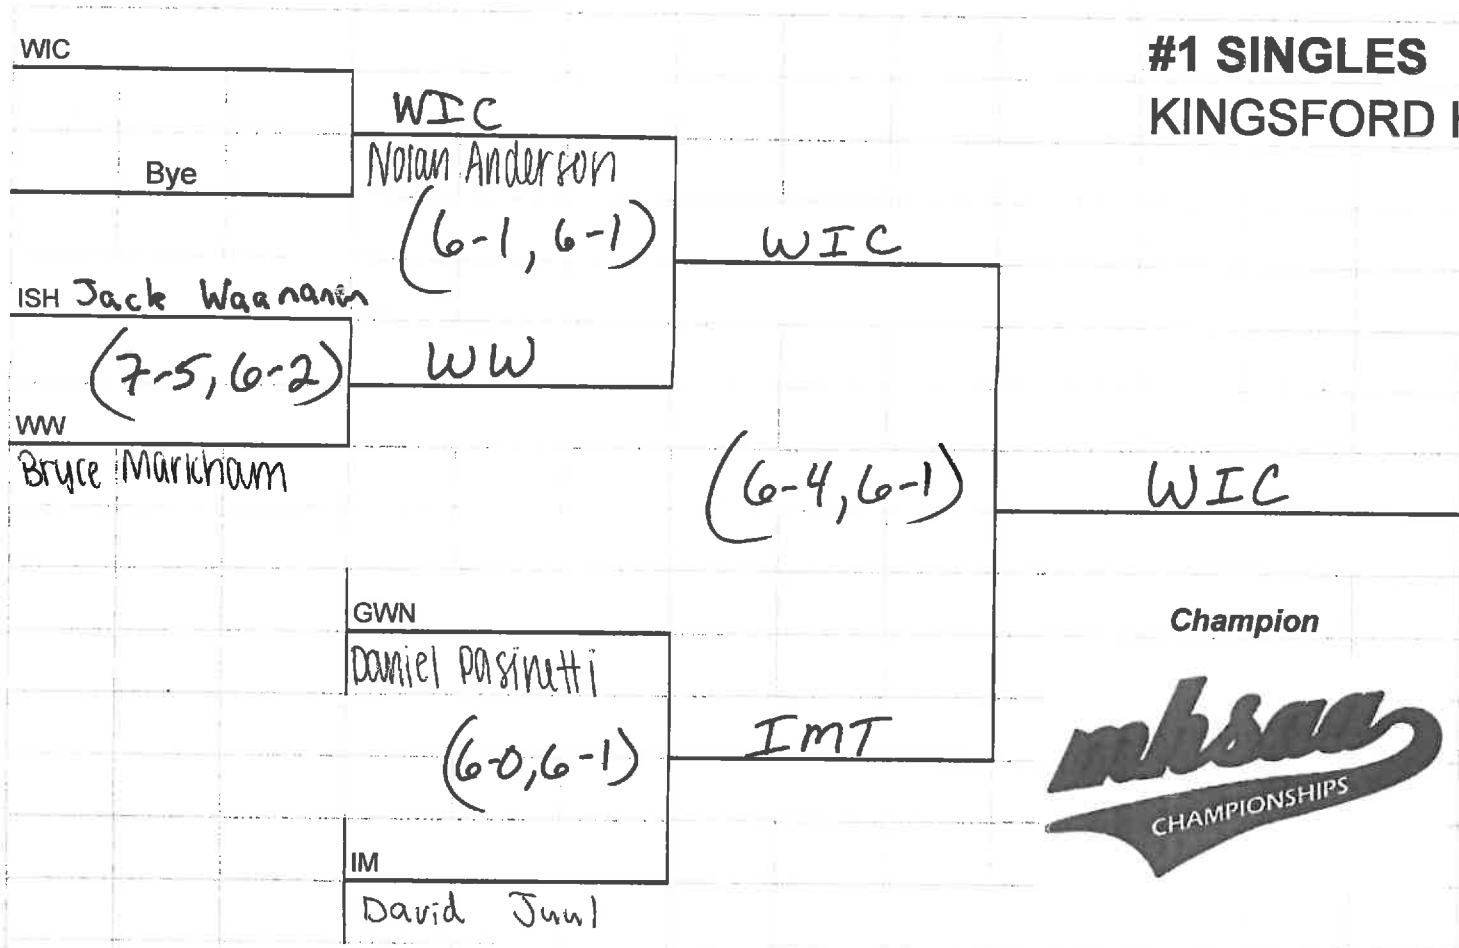 WIC
#1 SINGLES
KINGSFORD
WIC
Bye
Nolan Anderson
(6-1, 6-1)
WIC
ISH Jack Waananen
(7-5, 6-2)
WW
WW
Bryce Markham
(6-4, 6-1)
WIC
GWN
Champion
Daniel Pasinetti
(6-0, 6-1)
IMT
mhsaa
CHAMPIONSHIPS
IM
David Juul